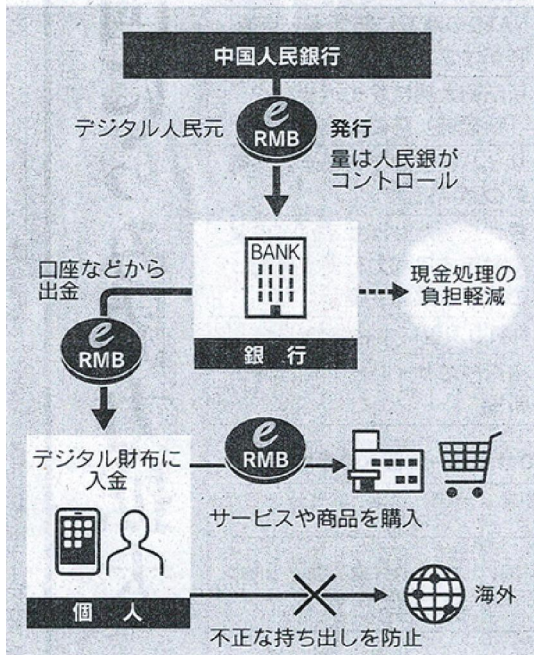 中国人民銀行
デジタル人民元
e
RMB
発行
量は人民銀が
コントロール
BANK
銀行
口座などから
出金
現金処理の
負担軽減
e
RMB
デジタル財布に
入金
個人
e
RMB
サービスや商品を購入
海外
不正な持ち出しを防止